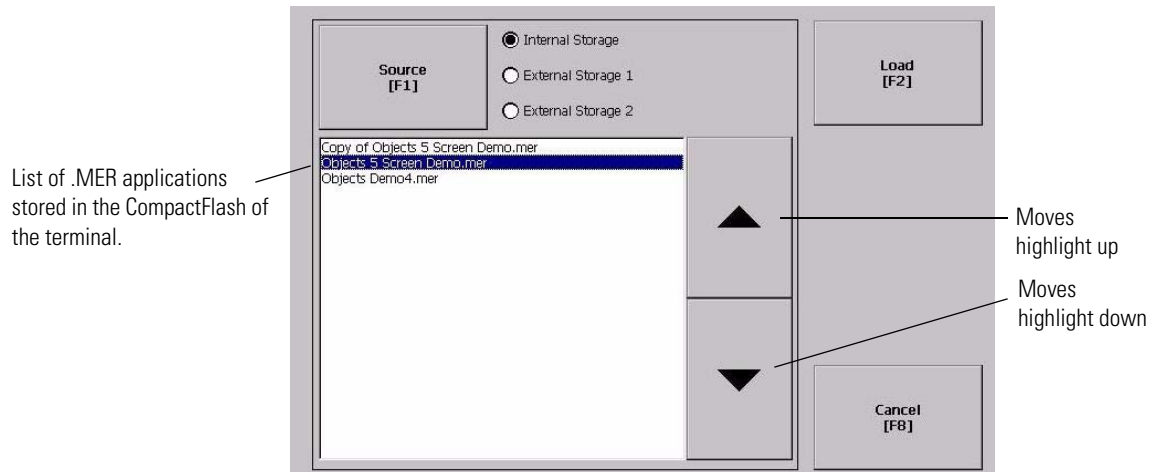 Source
[F1]
Internal Storage
External Storage 1
External Storage 2
Load
[F2]
Copy of Objects 5 Screen Demo.mer
Objects 5 Screen Demo.mer
Objects Demo4.mer
List of .MER applications
stored in the CompactFlash of
the terminal.
Moves
highlight up
Moves
highlight down
Cancel
[F8]